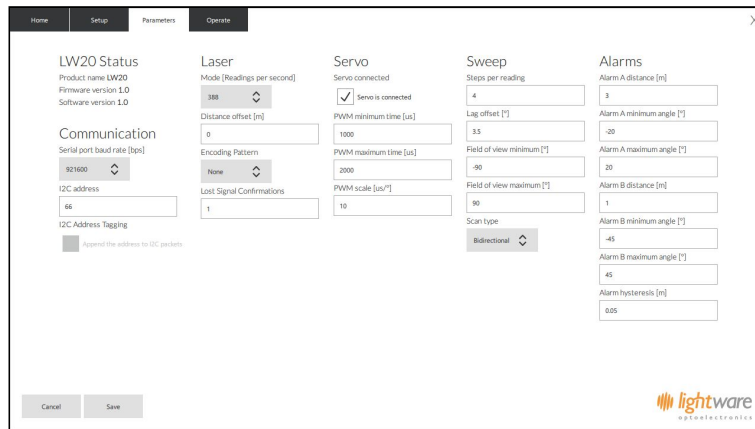 Home
Setup
Parameters
Operate
LW20 Status
Product name LW20
Firmware version 1.0
Software version 1.0
Communication
Serial port baud rate [bps]
921600
I2C address
66
I2C Address Tagging
Append the address to I2C packets
Laser
Mode [Readings per second]
388
Distance offset [m]
0
Encoding Pattern
None
Lost Signal Confirmations
1
Servo
Servo connected
Servo is connected
PWM minimum time [us]
1000
PWM maximum time [us]
2000
PWM scale [us/°]
10
Sweep
Steps per reading
4
Lag offset [°]
3.5
Field of view minimum [°]
-90
Field of view maximum [°]
90
Scan type
Bidirectional
Alarms
Alarm A distance [m]
3
Alarm A minimum angle [°]
-20
Alarm A maximum angle [°]
20
Alarm B distance [m]
1
Alarm B minimum angle [°]
-45
Alarm B maximum angle [°]
45
Alarm hysteresis [m]
0.05
Cancel
Save
lightware
optoelectronics